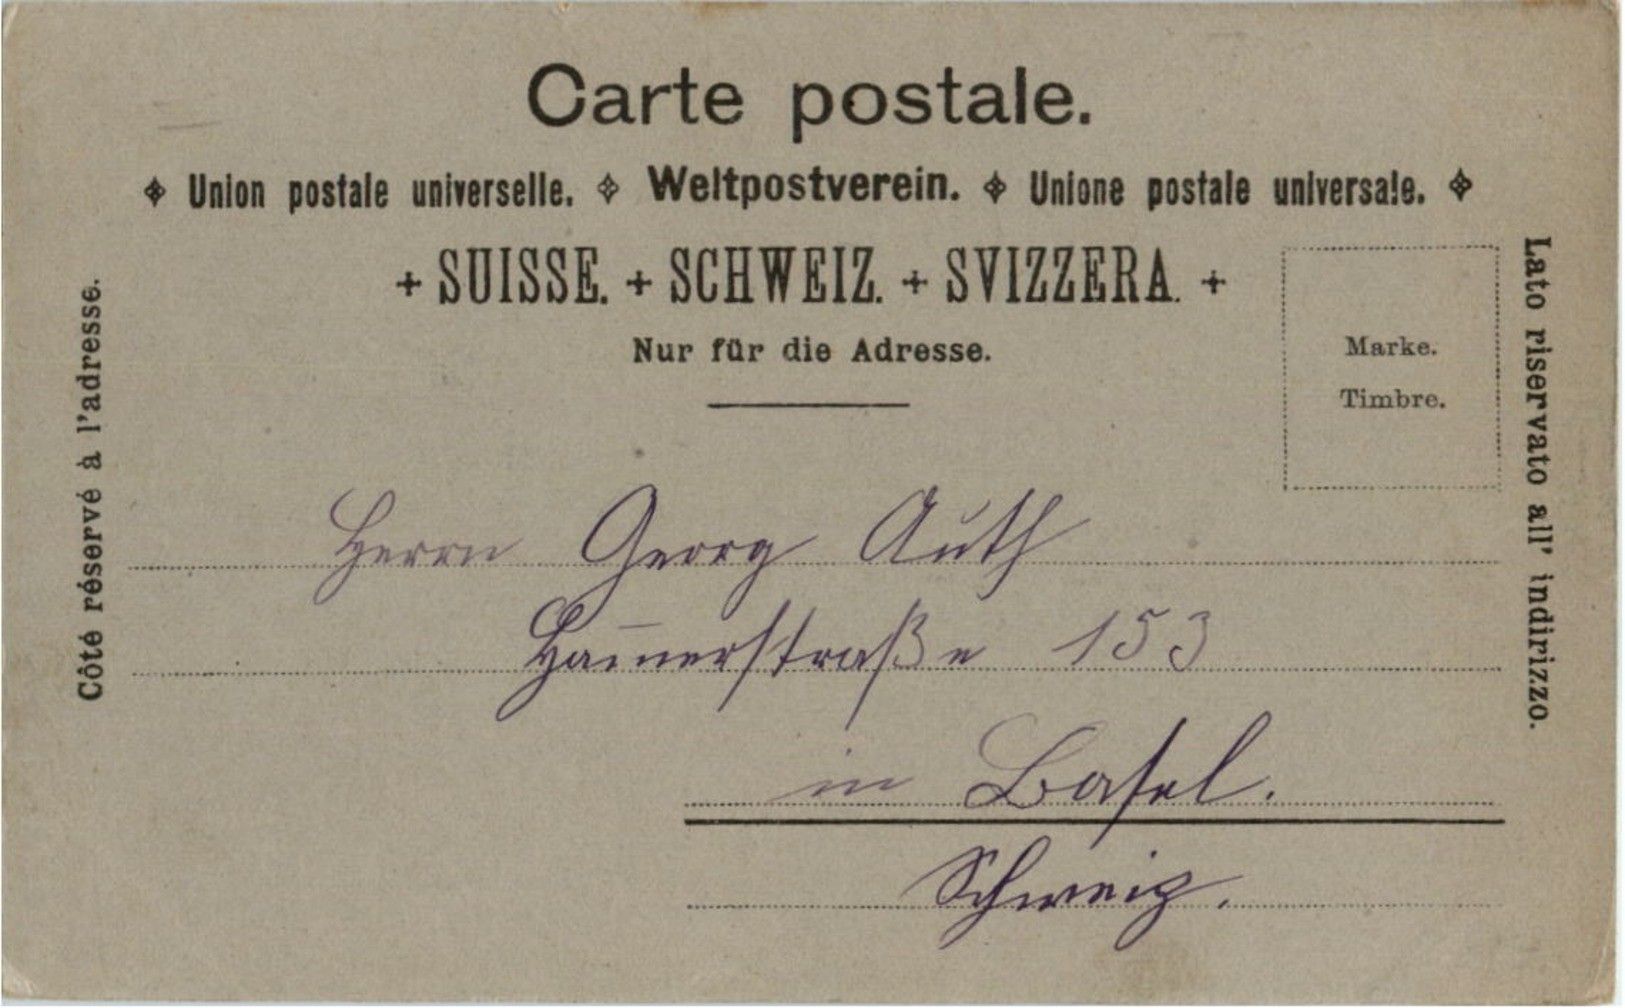 Carte postale.
Union postale universelle. Weltpostverein. Unione postale universale.
+ SUISSE. + SCHWEIZ. + SVIZZERA. +
Nur für die Adresse.
Côté réservé à l'adresse.
Lato riservato all' indirizzo.
Marke.
Timbre.
Herrn Georg Auth
153
in Basel.
Schweiz.